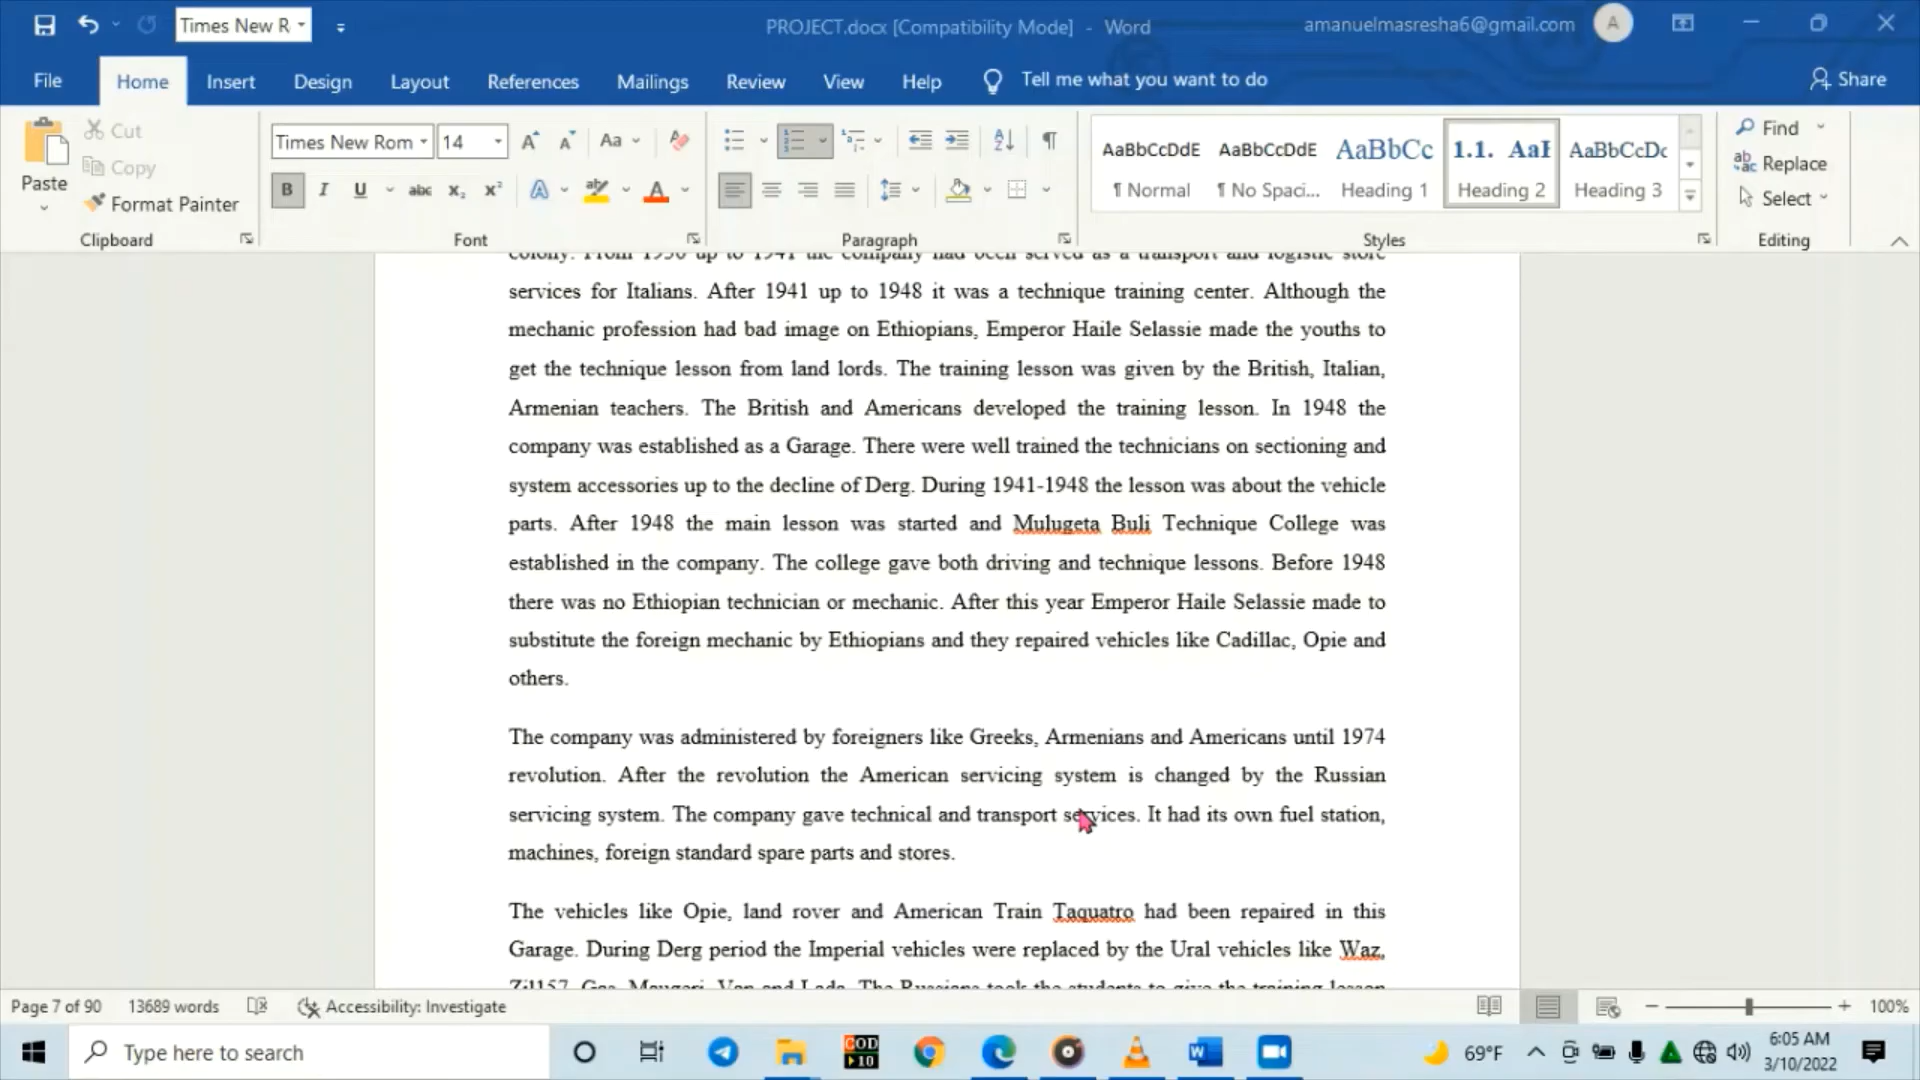 Times New R
PROJECT.docx [Compatibility Mode] - Word
amanuelmasresha6@gmail.com
A
File
Home
Insert
Design
Layout
References
Mailings
Review
View
Help
Tell me what you want to do
Share
Paste
Cut
Copy
Format Painter
Clipboard
Times New Rom
14
Aa
B I U abc x₂ x²
A
A
Font
Paragraph
AaBbCcDdE
¶ Normal
AaBbCcDdE
¶ No Spaci...
AaBbCc
Heading 1
1.1. AaI
Heading 2
AaBbCcDc
Heading 3
Styles
Find
Replace
Select
Editing
services for Italians. After 1941 up to 1948 it was a technique training center. Although the
mechanic profession had bad image on Ethiopians, Emperor Haile Selassie made the youths to
get the technique lesson from land lords. The training lesson was given by the British, Italian,
Armenian teachers. The British and Americans developed the training lesson. In 1948 the
company was established as a Garage. There were well trained the technicians on sectioning and
system accessories up to the decline of Derg. During 1941-1948 the lesson was about the vehicle
parts. After 1948 the main lesson was started and Mulugeta Buli Technique College was
established in the company. The college gave both driving and technique lessons. Before 1948
there was no Ethiopian technician or mechanic. After this year Emperor Haile Selassie made to
substitute the foreign mechanic by Ethiopians and they repaired vehicles like Cadillac, Opie and
others.
The company was administered by foreigners like Greeks, Armenians and Americans until 1974
revolution. After the revolution the American servicing system is changed by the Russian
servicing system. The company gave technical and transport services. It had its own fuel station,
machines, foreign standard spare parts and stores.
The vehicles like Opie, land rover and American Train Taquatro had been repaired in this
Garage. During Derg period the Imperial vehicles were replaced by the Ural vehicles like Waz,
Page 7 of 90
13689 words
Accessibility: Investigate
100%
Type here to search
COD
10
69°F
6:05 AM
3/10/2022